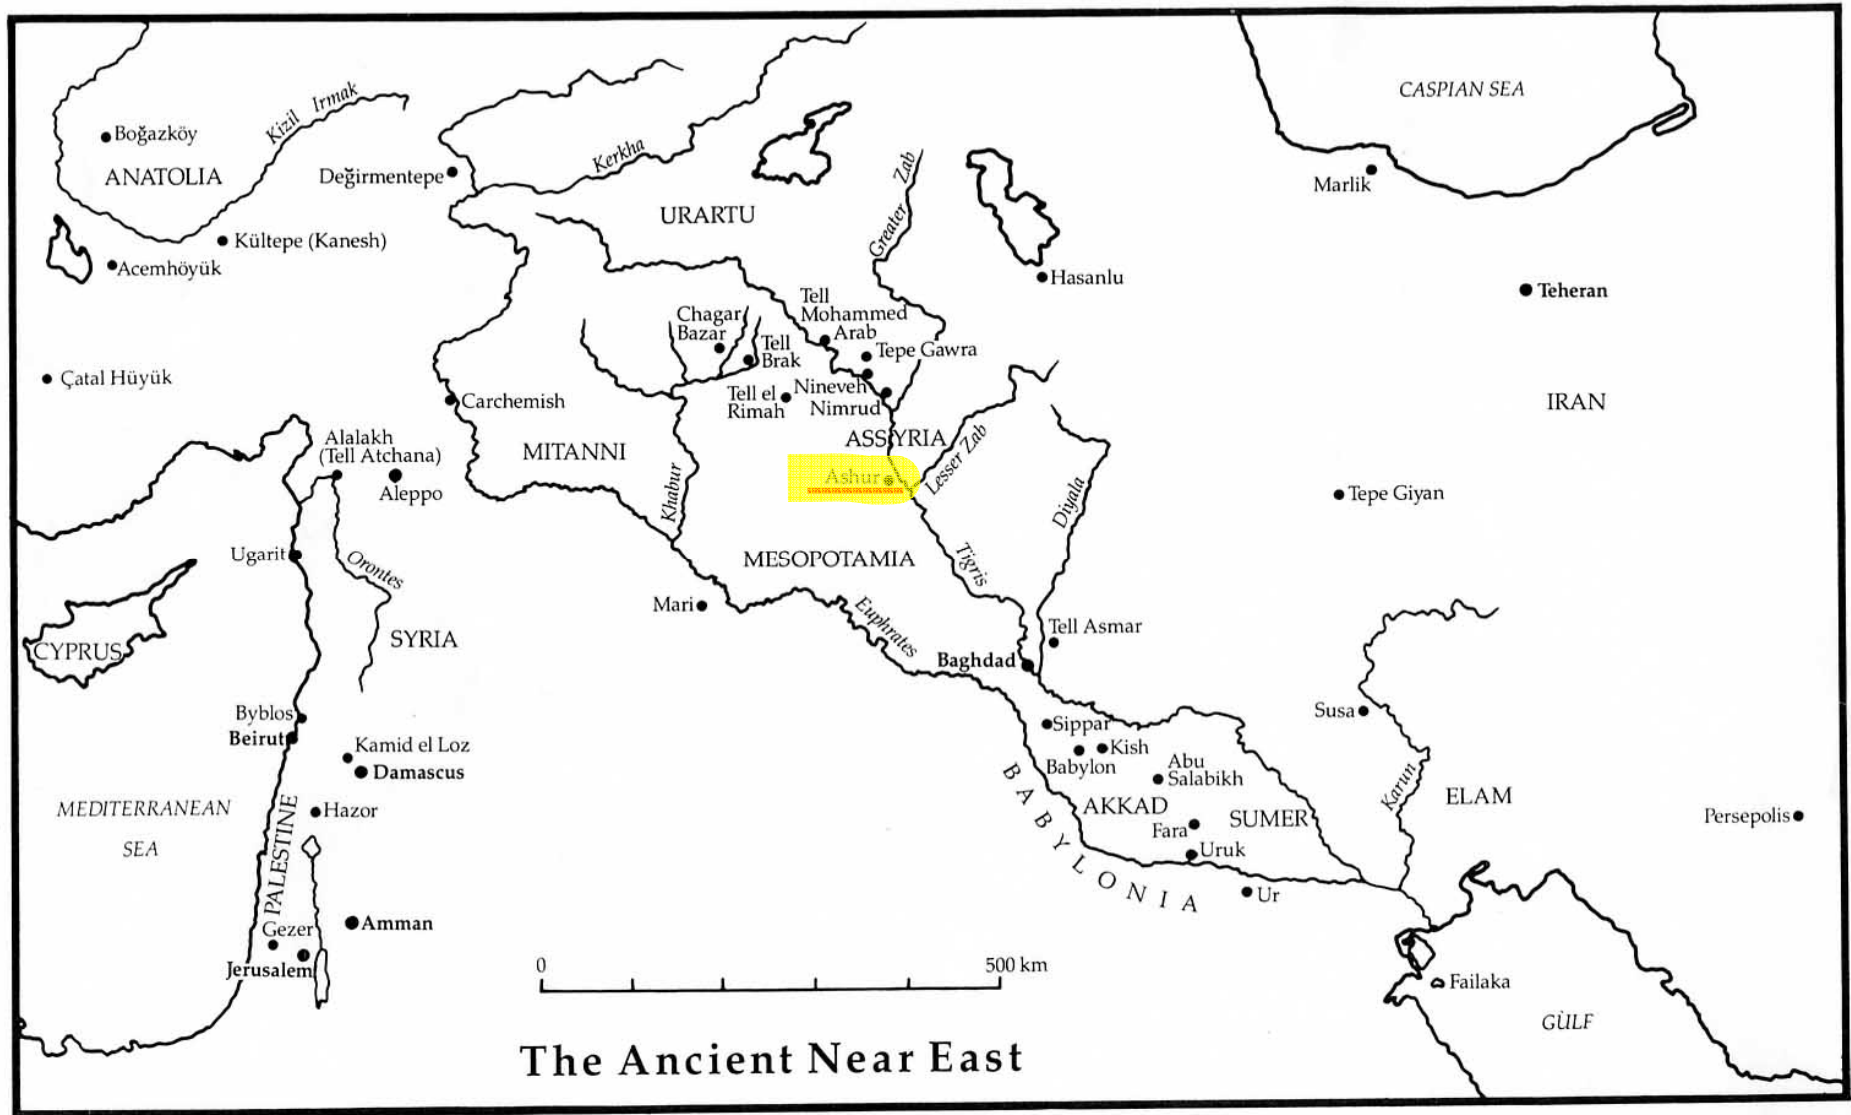 CASPIAN SEA
Kizil Irmak
Boğazköy
ANATOLIA
Değirmentepe
Kerkha
Greater Zab
Marlik
URARTU
Kültepe (Kanesh)
Acemhöyük
Hasanlu
Teheran
Tell
Mohammed
Arab
Chagar
Bazar
Tell
Brak
Tepe Gawra
Çatal Hüyük
Tell el
Rimah
Nineveh
Nimrud
Carchemish
IRAN
Alalakh
(Tell Atchana)
Aleppo
MITANNI
ASSYRIA
Lesser Zab
Ashur
Khabur
Diyala
Tepe Giyan
Ugarit
Orontes
MESOPOTAMIA
Tigris
Mari
Euphrates
CYPRUS
SYRIA
Tell Asmar
Baghdad
Byblos
Beirut
Susa
Sippar
Kamid el Loz
Damascus
Kish
Babylon
Abu
Salabikh
Karun
ELAM
MEDITERRANEAN
SEA
PALESTINE
Hazor
BABYLONIA
AKKAD
SUMER
Fara
Uruk
Ur
Persepolis
Gezer
Amman
Jerusalem
0 500 km
Failaka
GÙLF
The Ancient Near East